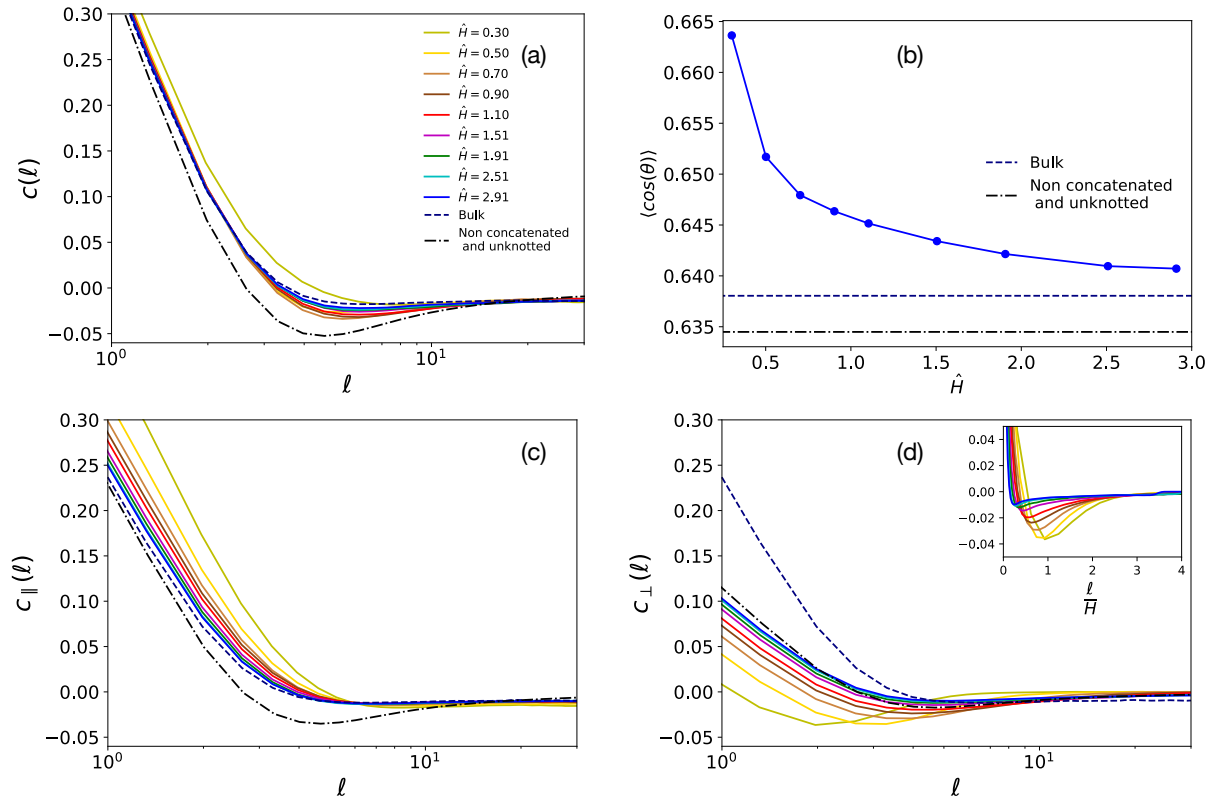 (a)
c(ℓ)
0.30
0.25
0.20
0.15
0.10
0.05
0.00
−0.05
Ĥ = 0.30
Ĥ = 0.50
Ĥ = 0.70
Ĥ = 0.90
Ĥ = 1.10
Ĥ = 1.51
Ĥ = 1.91
Ĥ = 2.51
Ĥ = 2.91
Bulk
Non concatenated
and unknotted
10⁰ 10¹
ℓ
(b)
⟨cos(θ)⟩
0.665
0.660
0.655
0.650
0.645
0.640
0.635
Bulk
Non concatenated
and unknotted
0.5 1.0 1.5 2.0 2.5 3.0
Ĥ
(c)
c∥(ℓ)
0.30
0.25
0.20
0.15
0.10
0.05
0.00
−0.05
10⁰ 10¹
ℓ
(d)
c⊥(ℓ)
0.30
0.25
0.20
0.15
0.10
0.05
0.00
−0.05
10⁰ 10¹
ℓ
0.04
0.02
0.00
−0.02
−0.04
0 1 2 3 4
ℓ
H